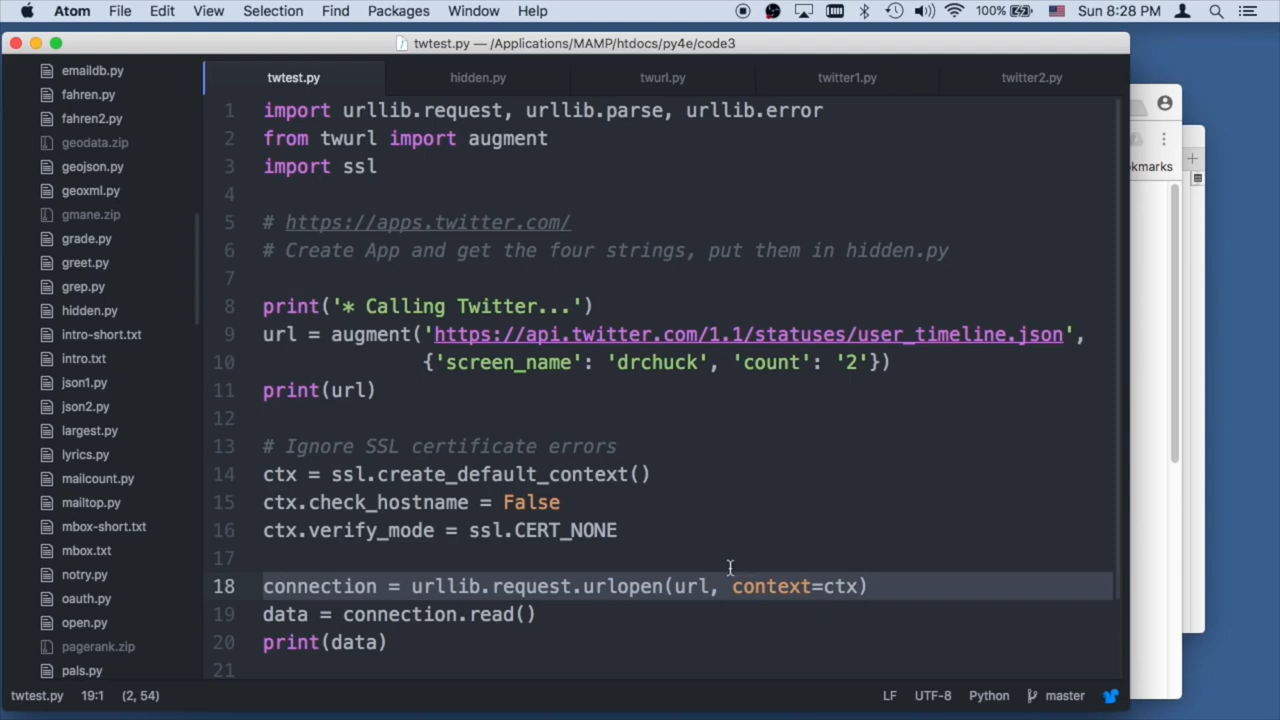 Atom File Edit View Selection Find Packages Window Help 100% Sun 8:28 PM
twtest.py — /Applications/MAMP/htdocs/py4e/code3
emaildb.py
fahren.py
fahren2.py
geodata.zip
geojson.py
geoxml.py
gmane.zip
grade.py
greet.py
grep.py
hidden.py
intro-short.txt
intro.txt
json1.py
json2.py
largest.py
lyrics.py
mailcount.py
mailtop.py
mbox-short.txt
mbox.txt
notry.py
oauth.py
open.py
pagerank.zip
pals.py
twtest.py hidden.py twurl.py twitter1.py twitter2.py
1 import urllib.request, urllib.parse, urllib.error
2 from twurl import augment
3 import ssl
4
5 # https://apps.twitter.com/
6 # Create App and get the four strings, put them in hidden.py
7
8 print('* Calling Twitter...')
9 url = augment('https://api.twitter.com/1.1/statuses/user_timeline.json',
10 {'screen_name': 'drchuck', 'count': '2'})
11 print(url)
12
13 # Ignore SSL certificate errors
14 ctx = ssl.create_default_context()
15 ctx.check_hostname = False
16 ctx.verify_mode = ssl.CERT_NONE
17
18 connection = urllib.request.urlopen(url, context=ctx)
19 data = connection.read()
20 print(data)
21
twtest.py 19:1 (2, 54) LF UTF-8 Python master